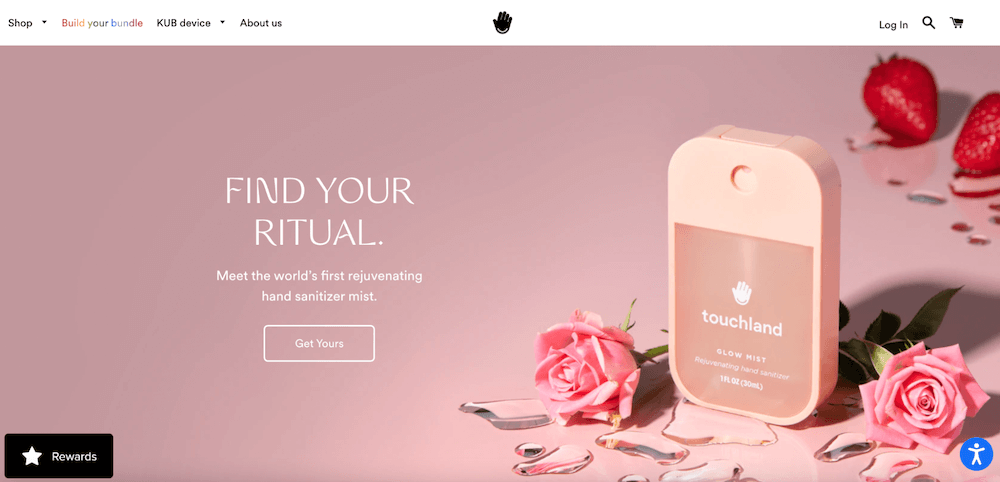 Shop
Build your bundle
KUB device
About us
Log In
FIND YOUR
RITUAL.
Meet the world's first rejuvenating
hand sanitizer mist.
Get Yours
touchland
GLOW MIST
Rejuvenating hand sanitizer
1 FL OZ (30mL)
Rewards